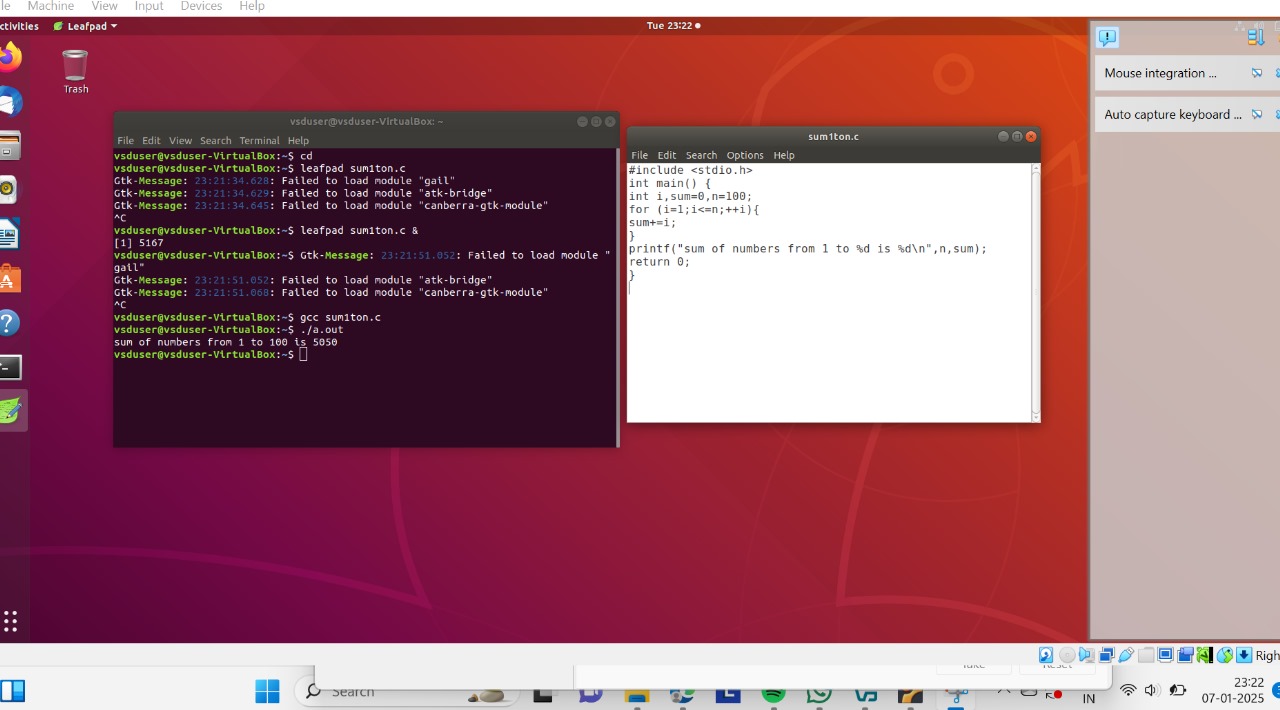 Machine View Input Devices Help
Leafpad
Tue 23:22
Trash
vsduser@vsduser-VirtualBox: ~
File Edit View Search Terminal Help
vsduser@vsduser-VirtualBox:~$ cd
vsduser@vsduser-VirtualBox:~$ leafpad sum1ton.c
Gtk-Message: 23:21:34.628: Failed to load module "gail"
Gtk-Message: 23:21:34.629: Failed to load module "atk-bridge"
Gtk-Message: 23:21:34.645: Failed to load module "canberra-gtk-module"
^C
vsduser@vsduser-VirtualBox:~$ leafpad sum1ton.c &
[1] 5167
vsduser@vsduser-VirtualBox:~$ Gtk-Message: 23:21:51.052: Failed to load module "
gail"
Gtk-Message: 23:21:51.052: Failed to load module "atk-bridge"
Gtk-Message: 23:21:51.068: Failed to load module "canberra-gtk-module"
^C
vsduser@vsduser-VirtualBox:~$ gcc sum1ton.c
vsduser@vsduser-VirtualBox:~$ ./a.out
sum of numbers from 1 to 100 is 5050
vsduser@vsduser-VirtualBox:~$
sum1ton.c
File Edit Search Options Help
#include <stdio.h>
int main() {
int i,sum=0,n=100;
for (i=1;i<=n;++i){
sum+=i;
}
printf("sum of numbers from 1 to %d is %d\n",n,sum);
return 0;
}
Mouse integration ...
Auto capture keyboard ...
Search
IN
23:22
07-01-2025